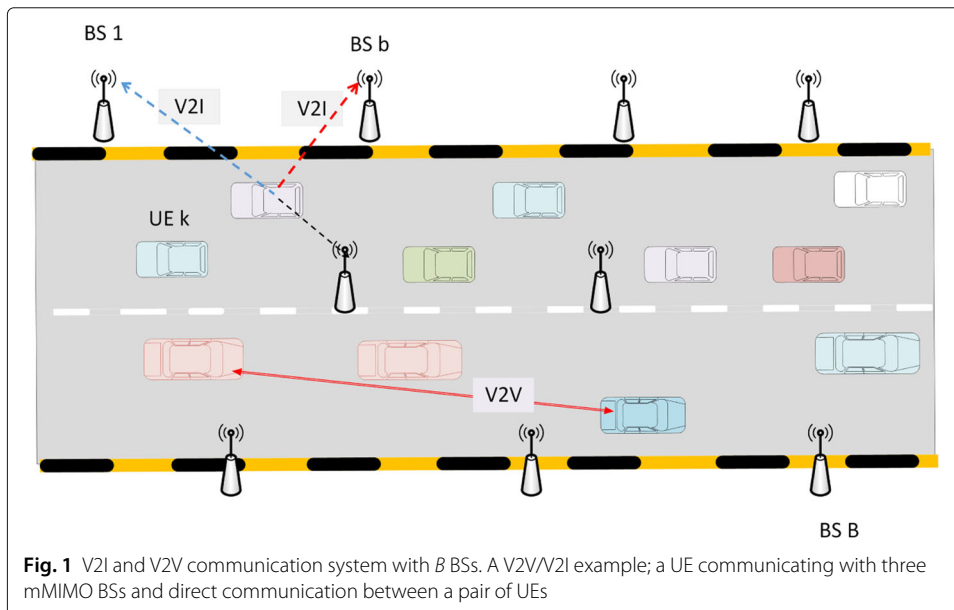 BS 1
BS b
V2I
V2I
UE k
V2V
BS B
Fig. 1 V2I and V2V communication system with B BSs. A V2V/V2I example; a UE communicating with three
mMIMO BSs and direct communication between a pair of UEs